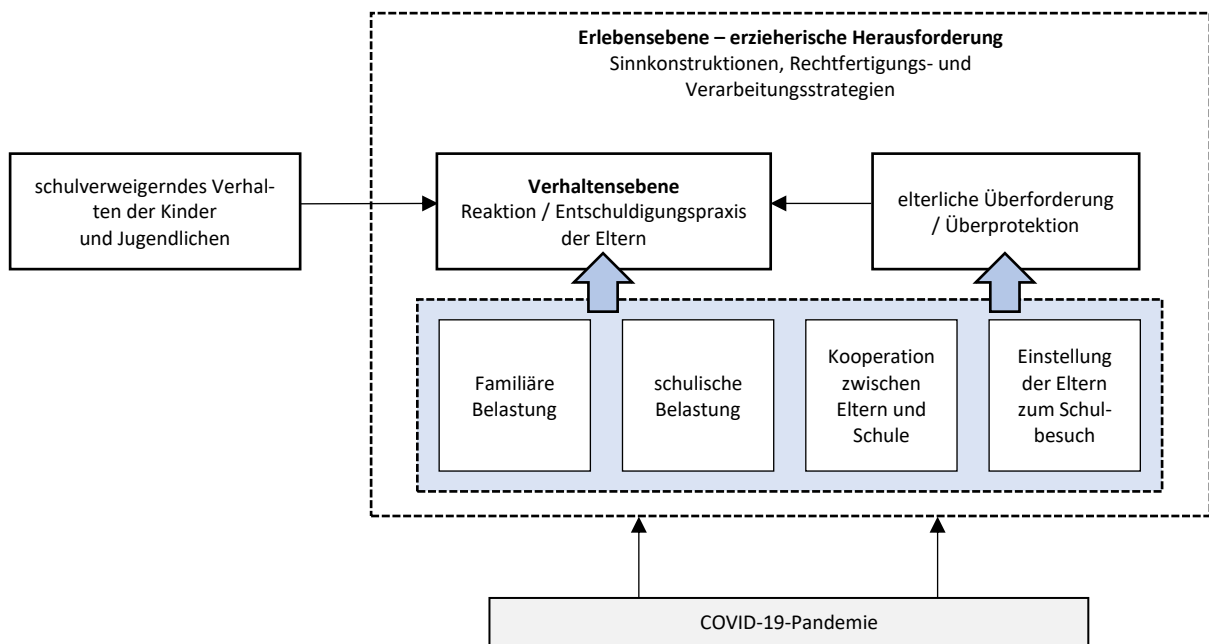 Erlebensebene – erzieherische Herausforderung
Sinnkonstruktionen, Rechtfertigungs- und
Verarbeitungsstrategien
schulverweigerndes Verhal-
ten der Kinder
und Jugendlichen
Verhaltensebene
Reaktion / Entschuldigungspraxis
der Eltern
elterliche Überforderung
/ Überprotektion
Familiäre
Belastung
schulische
Belastung
Kooperation
zwischen
Eltern und
Schule
Einstellung
der Eltern
zum Schul-
besuch
COVID-19-Pandemie